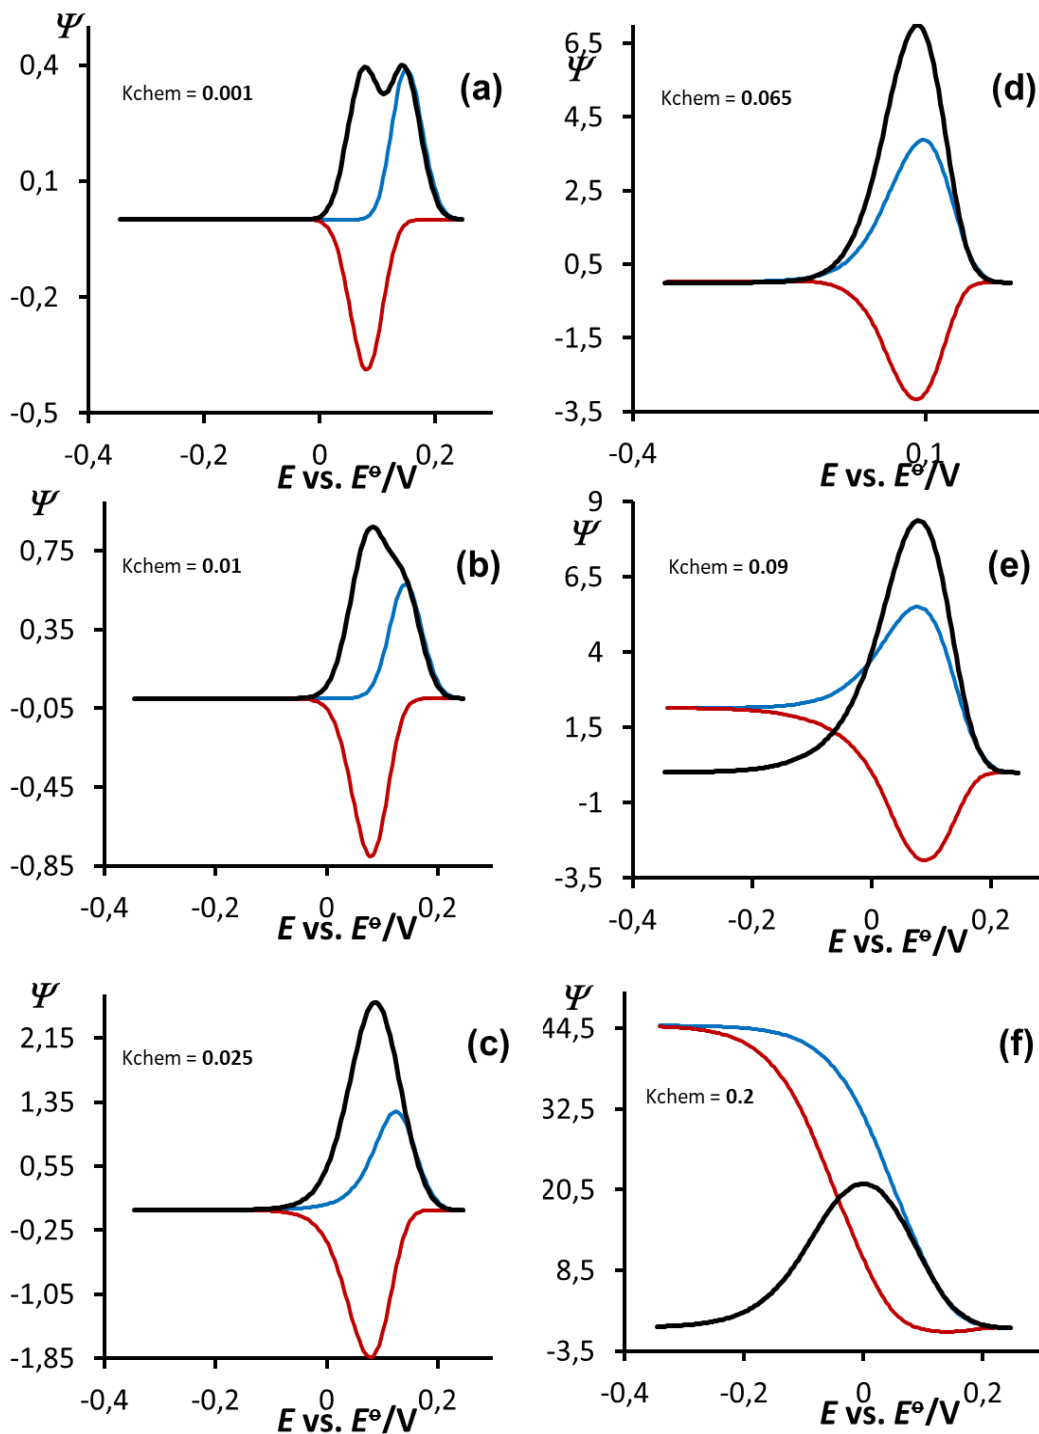 Ψ
0,4
0,1
-0,2
-0,5
Kchem = 0.001
(a)
-0,4
-0,2
0
0,2
E vs. E⊖/V
Ψ
0,75
0,35
-0,05
-0,45
-0,85
Kchem = 0.01
(b)
-0,4
-0,2
0
0,2
E vs. E⊖/V
Ψ
2,15
1,35
0,55
-0,25
-1,05
-1,85
Kchem = 0.025
(c)
-0,4
-0,2
0
0,2
E vs. E⊖/V
6,5
Ψ
4,5
2,5
0,5
-1,5
-3,5
Kchem = 0.065
(d)
-0,4
0,1
E vs. E⊖/V
9
Ψ
6,5
4
1,5
-1
-3,5
Kchem = 0.09
(e)
-0,4
-0,2
0
0,2
E vs. E⊖/V
Ψ
44,5
32,5
20,5
8,5
-3,5
Kchem = 0.2
(f)
-0,4
-0,2
0
0,2
E vs. E⊖/V